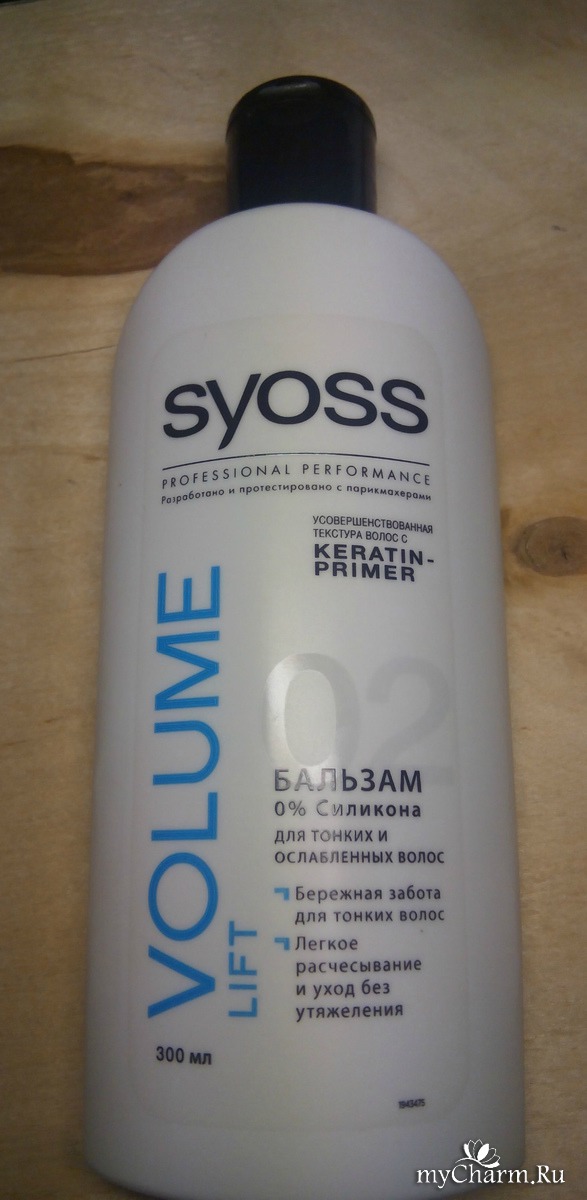 syoss
PROFESSIONAL PERFORMANCE
Разработано и протестировано с парикмахерами
УСОВЕРШЕНСТВОВАННАЯ
ТЕКСТУРА ВОЛОС С
KERATIN-
PRIMER
VOLUME
LIFT
02
БАЛЬЗАМ
0% Силикона
ДЛЯ ТОНКИХ И
ОСЛАБЛЕННЫХ ВОЛОС
Бережная забота
для тонких волос
Легкое
расчесывание
и уход без
утяжеления
300 мл
1943475
myCharm.Ru